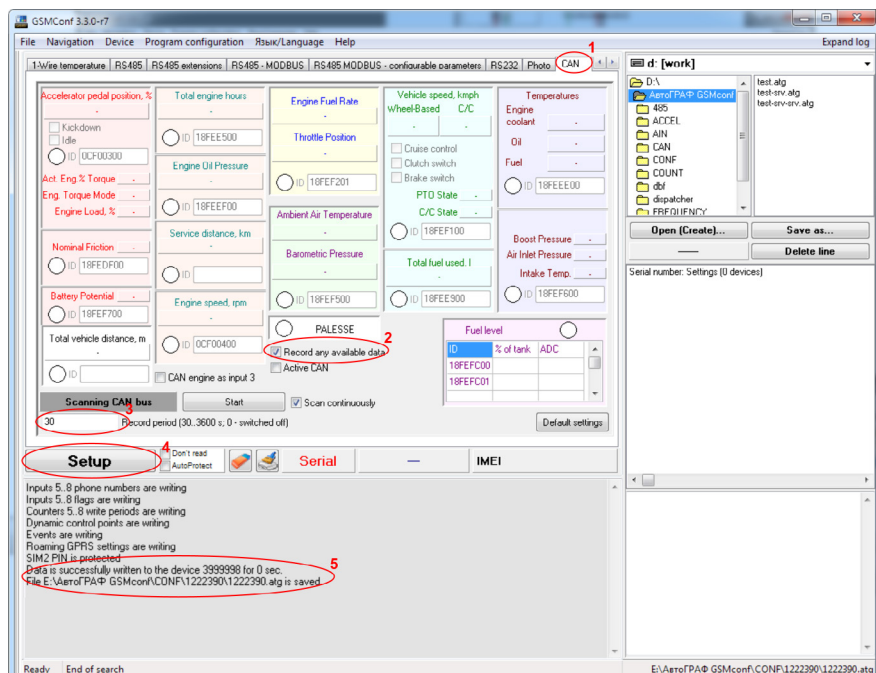 GSMConf 3.3.0-r7
File Navigation Device Program configuration Язык/Language Help Expand log
1
1-Wire temperature RS485 RS485 extensions RS485 - MODBUS RS485 MODBUS - configurable parameters RS232 Photo CAN
Accelerator pedal position, %
-
Kickdown
Idle
ID 0CF00300
Act. Eng.% Torque -
Eng. Torque Mode -
Engine Load, % -
Nominal Friction -
ID 18FEDF00
Battery Potential -
ID 18FEF700
Total vehicle distance, m
-
ID
Total engine hours
-
ID 18FEE500
Engine Oil Pressure
-
ID 18FEEF00
Service distance, km
-
ID
Engine speed, rpm
-
ID 0CF00400
CAN engine as input 3
Engine Fuel Rate
-
Throttle Position
-
ID 18FEF201
Ambient Air Temperature
-
Barometric Pressure
-
ID 18FEF500
PALESSE
2
Record any available data
Active CAN
Vehicle speed, kmph
Wheel-Based C/C
- -
Cruise control
Clutch switch
Brake switch
PTO State -
C/C State -
ID 18FEF100
Total fuel used. l
-
ID 18FEE900
Temperatures
Engine
coolant -
Oil -
Fuel -
ID 18FEEE00
Boost
Pressure -
Air Inlet Pressure -
Intake Temp. -
ID 18FEF600
Fuel level
ID % of tank ADC
18FEFC00
18FEFC01
Scanning CAN bus Start Scan continuously
3
30 Record period (30..3600 s; 0 - switched off) Default settings
4
Setup Don't read
AutoProtect
Serial — IMEI
Inputs 5..8 phone numbers are writing
Inputs 5..8 flags are writing
Counters 5..8 write periods are writing
Dynamic control points are writing
Events are writing
Roaming GPRS settings are writing
SIM2 PIN is protected
5
Data is successfully written to the device 3999998 for 0 sec.
File E:\АвтоГРАФ GSMconf\CONF\1222390\1222390.atg is saved.
d: [work]
D:\
АвтоГРАФ GSMconf
485
ACCEL
AIN
CAN
CONF
COUNT
dbf
dispatcher
FREQUENCY
test.atg
test-srv.atg
test-srv-srv.atg
Open (Create)... Save as...
—— Delete line
Serial number: Settings (0 devices)
Ready End of search E:\АвтоГРАФ GSMconf\CONF\1222390\1222390.atg